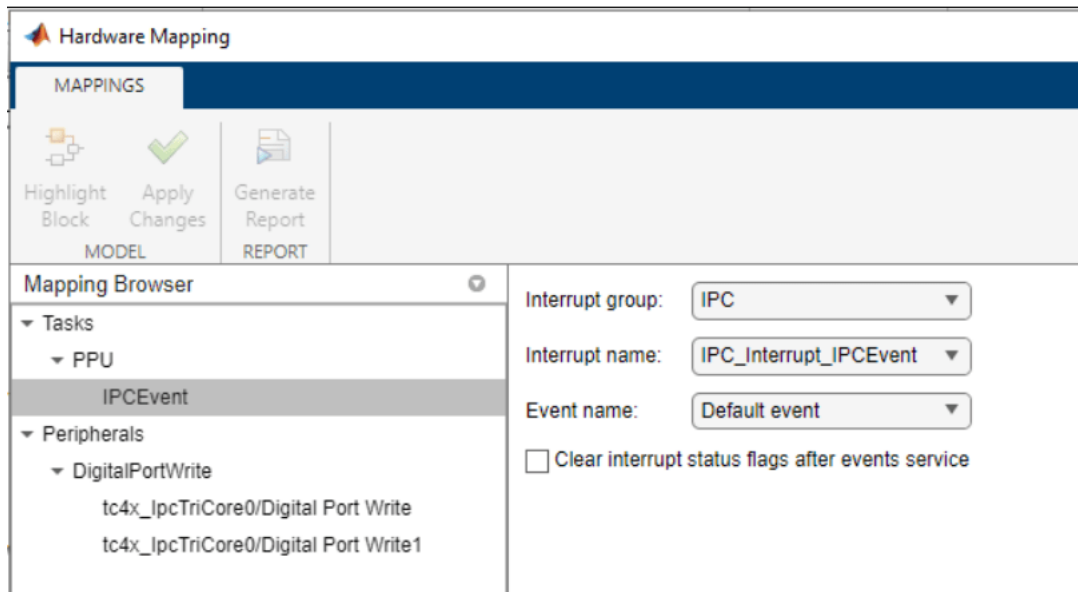 Hardware Mapping
MAPPINGS
Highlight Block
Apply Changes
Generate Report
MODEL
REPORT
Mapping Browser
Tasks
PPU
IPCEvent
Peripherals
DigitalPortWrite
tc4x_IpcTriCore0/Digital Port Write
tc4x_IpcTriCore0/Digital Port Write1
Interrupt group: IPC
Interrupt name: IPC_Interrupt_IPCEvent
Event name: Default event
Clear interrupt status flags after events service